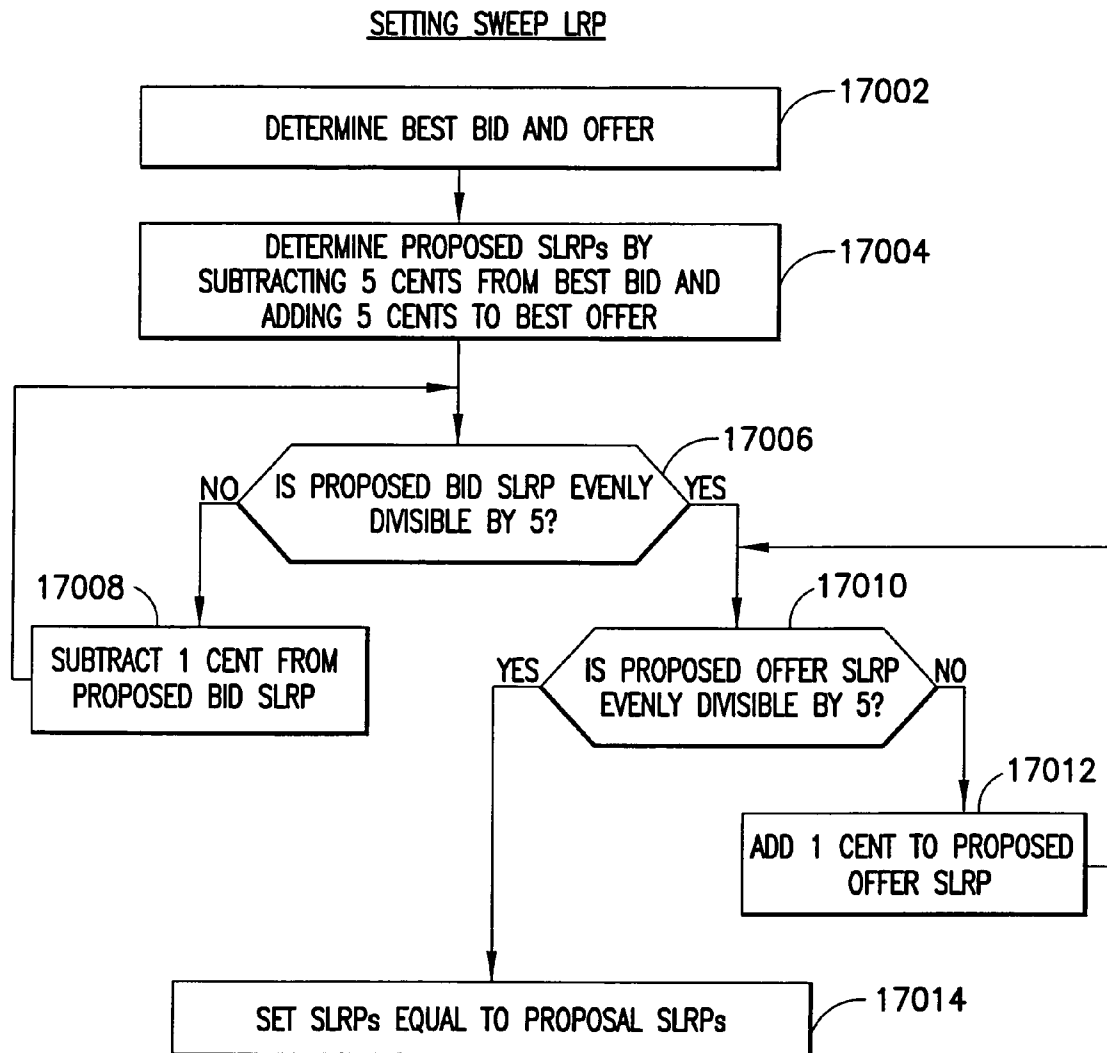 SETTING SWEEP LRP
17002
DETERMINE BEST BID AND OFFER
17004
DETERMINE PROPOSED SLRPs BY
SUBTRACTING 5 CENTS FROM BEST BID AND
ADDING 5 CENTS TO BEST OFFER
17006
NO
IS PROPOSED BID SLRP EVENLY
DIVISIBLE BY 5?
YES
17008
SUBTRACT 1 CENT FROM
PROPOSED BID SLRP
17010
YES
IS PROPOSED OFFER SLRP
EVENLY DIVISIBLE BY 5?
NO
17012
ADD 1 CENT TO PROPOSED
OFFER SLRP
17014
SET SLRPs EQUAL TO PROPOSAL SLRPs